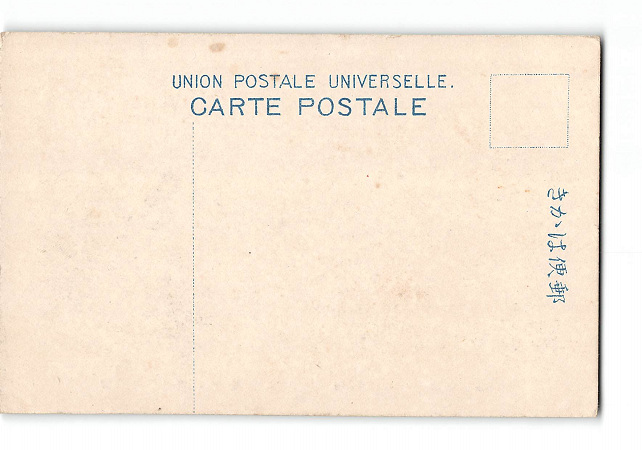 UNION POSTALE UNIVERSELLE.
CARTE POSTALE
きかは便郵